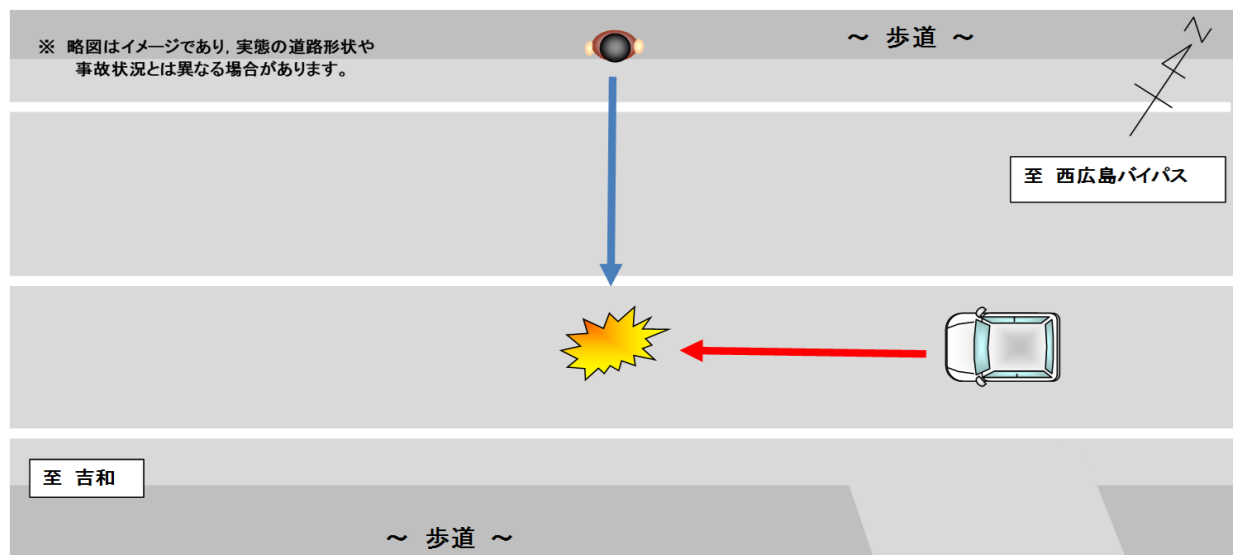 ※ 略図はイメージであり，実態の道路形状や
事故状況とは異なる場合があります。
～ 歩道 ～
N
至 西広島バイパス
至 吉和
～ 歩道 ～